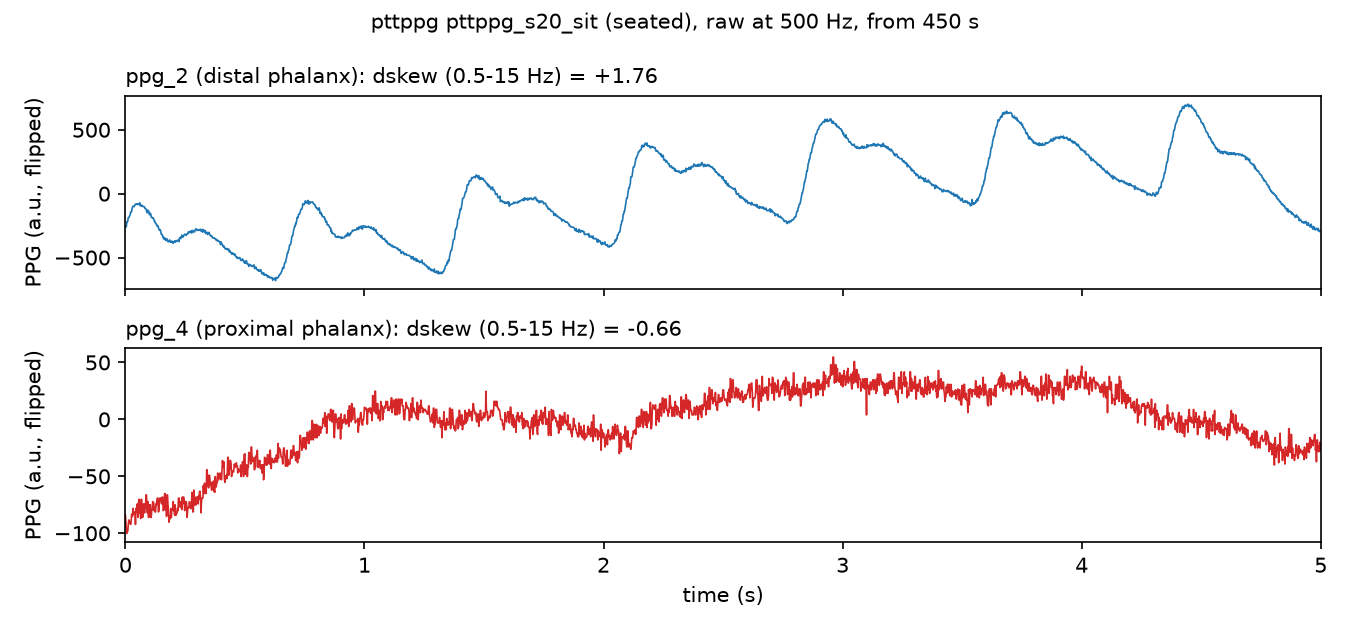 pttppg pttppg_s20_sit (seated), raw at 500 Hz, from 450 s
ppg_2 (distal phalanx): dskew (0.5-15 Hz) = +1.76
PPG (a.u., flipped)
500
0
−500
ppg_4 (proximal phalanx): dskew (0.5-15 Hz) = -0.66
PPG (a.u., flipped)
50
0
−50
−100
0 1 2 3 4 5
time (s)